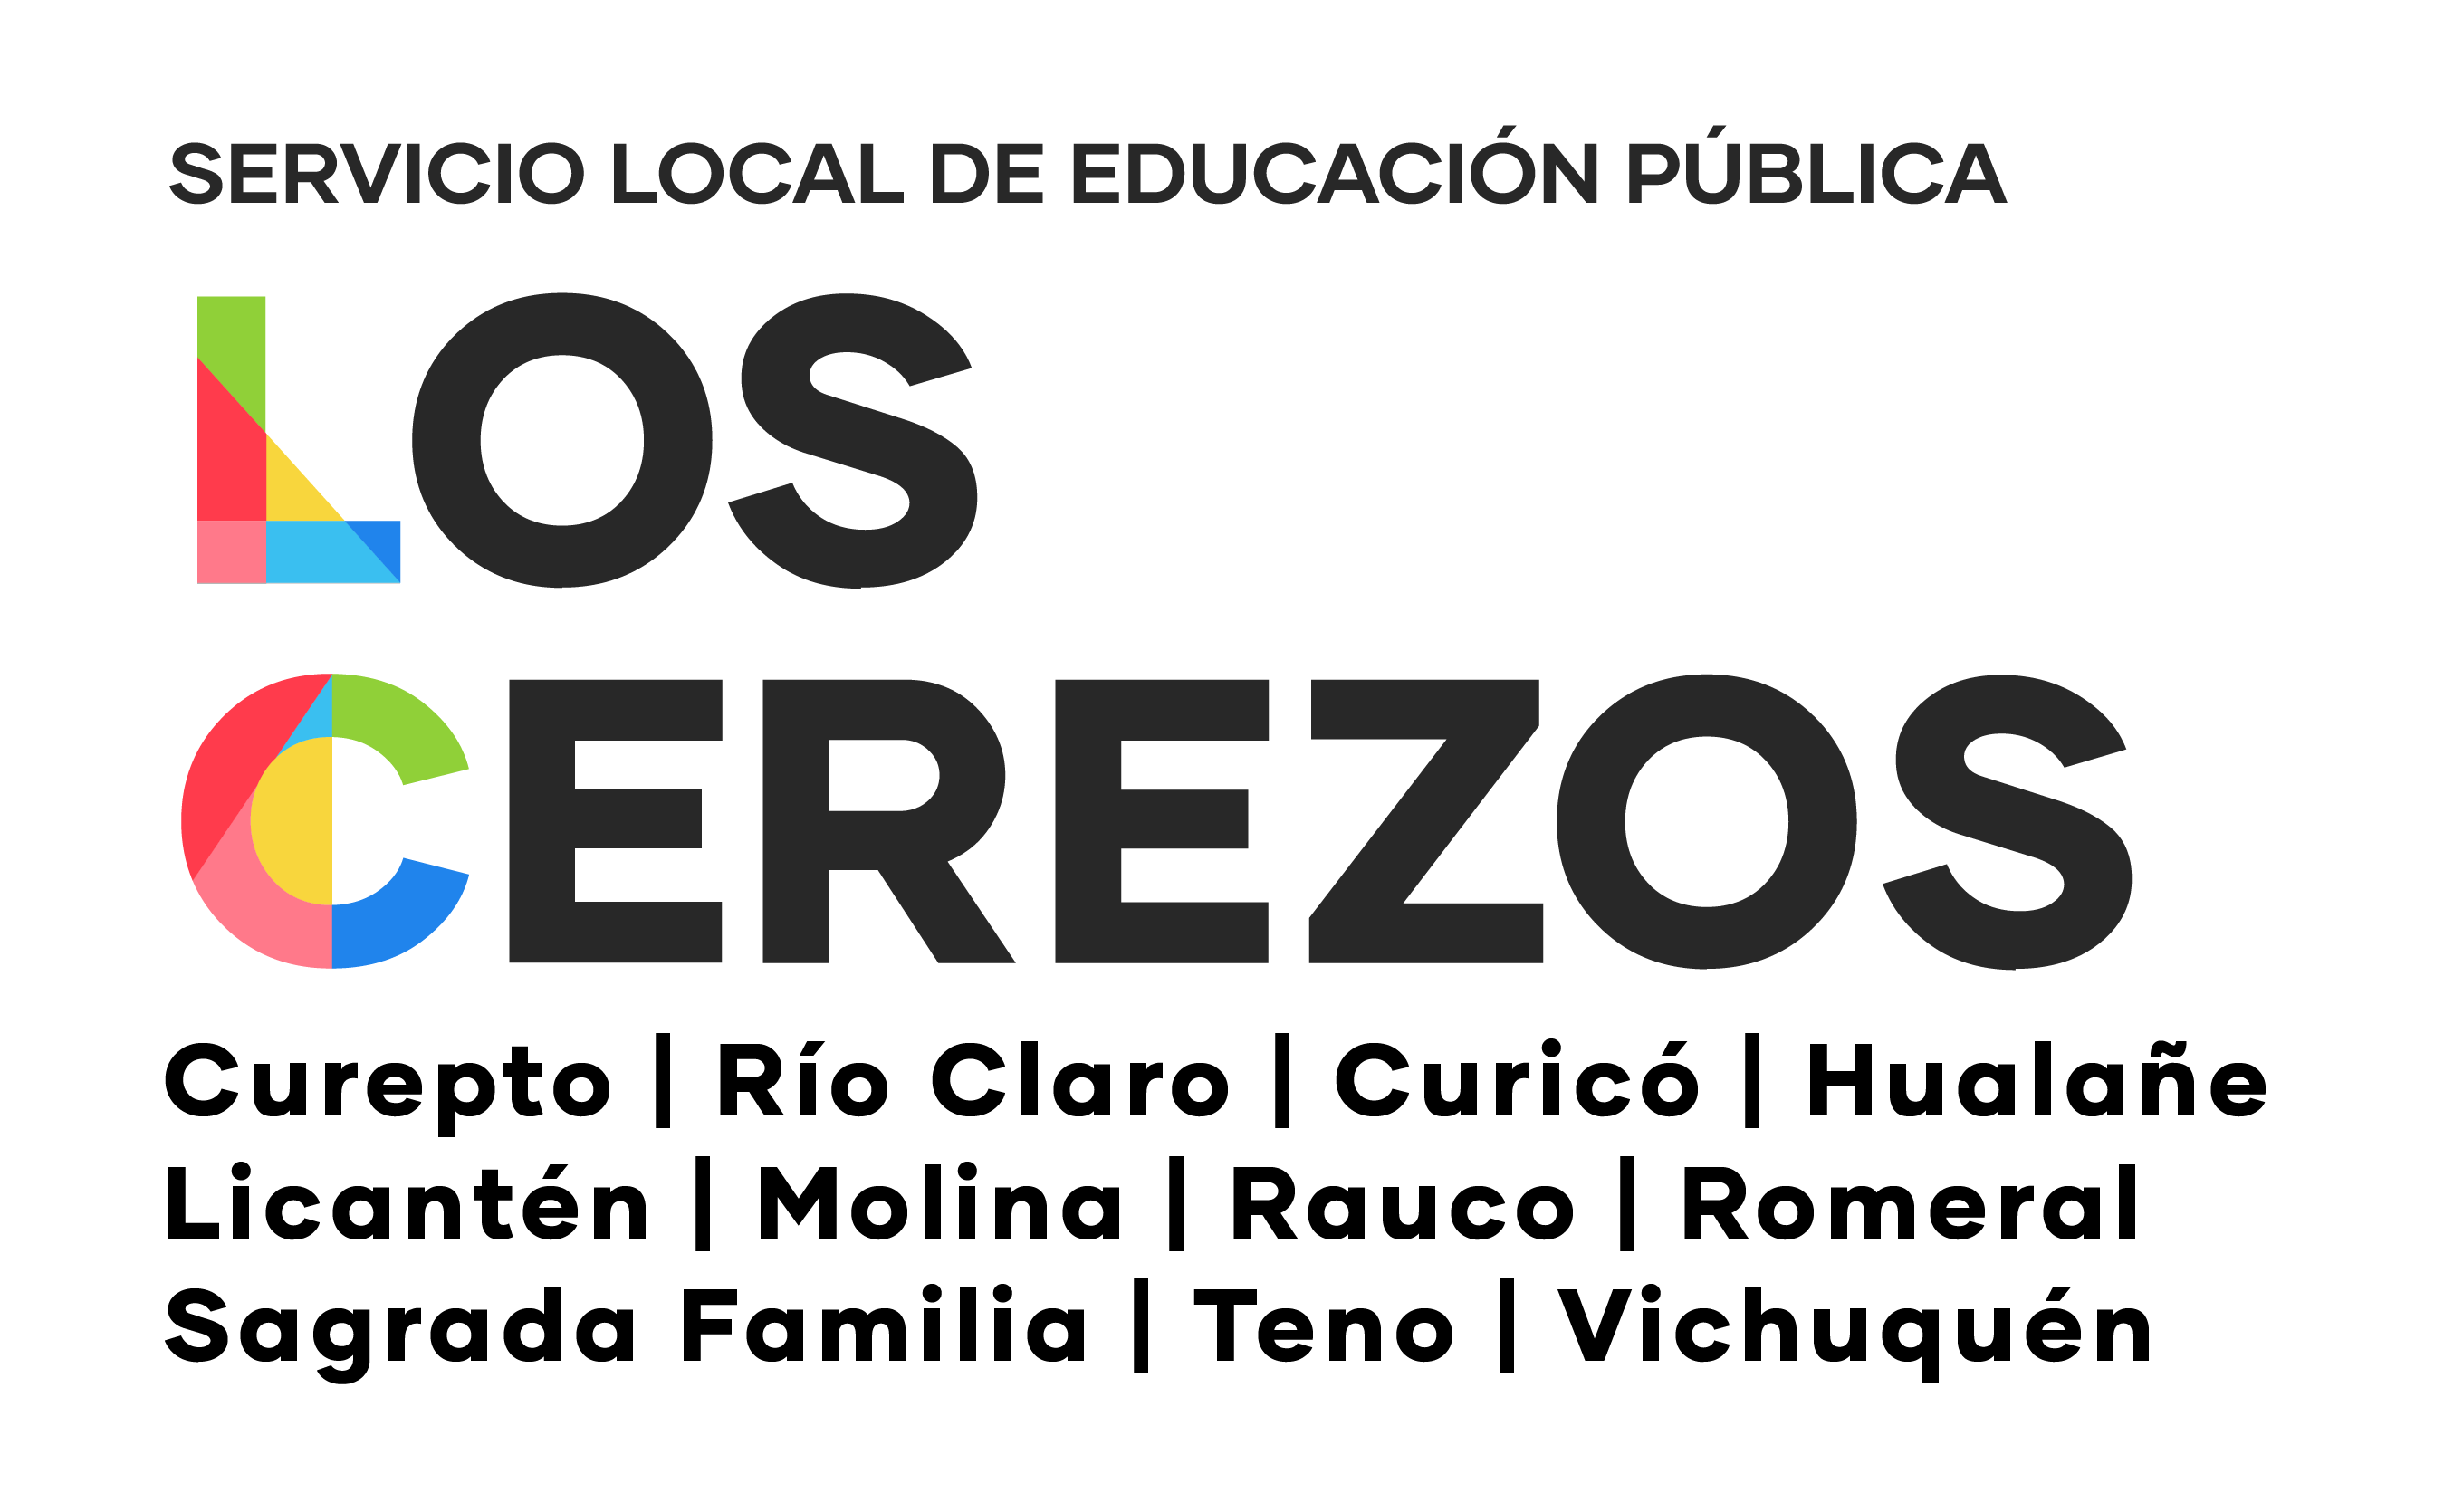 SERVICIO LOCAL DE EDUCACIÓN PÚBLICA
LOS
CEREZOS
Curepto | Río Claro | Curicó | Hualañe
Licantén | Molina | Rauco | Romeral
Sagrada Familia | Teno | Vichuquén